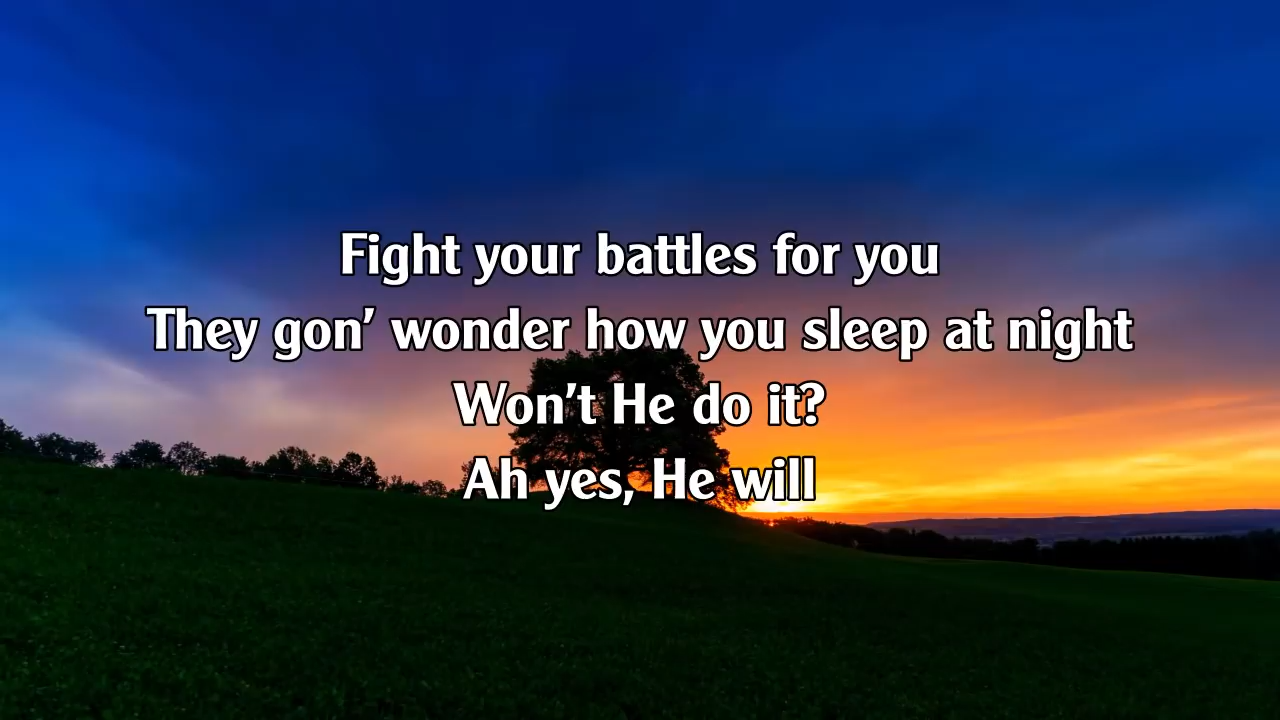 Fight your battles for you
They gon’ wonder how you sleep at night
Won’t He do it?
Ah yes, He will